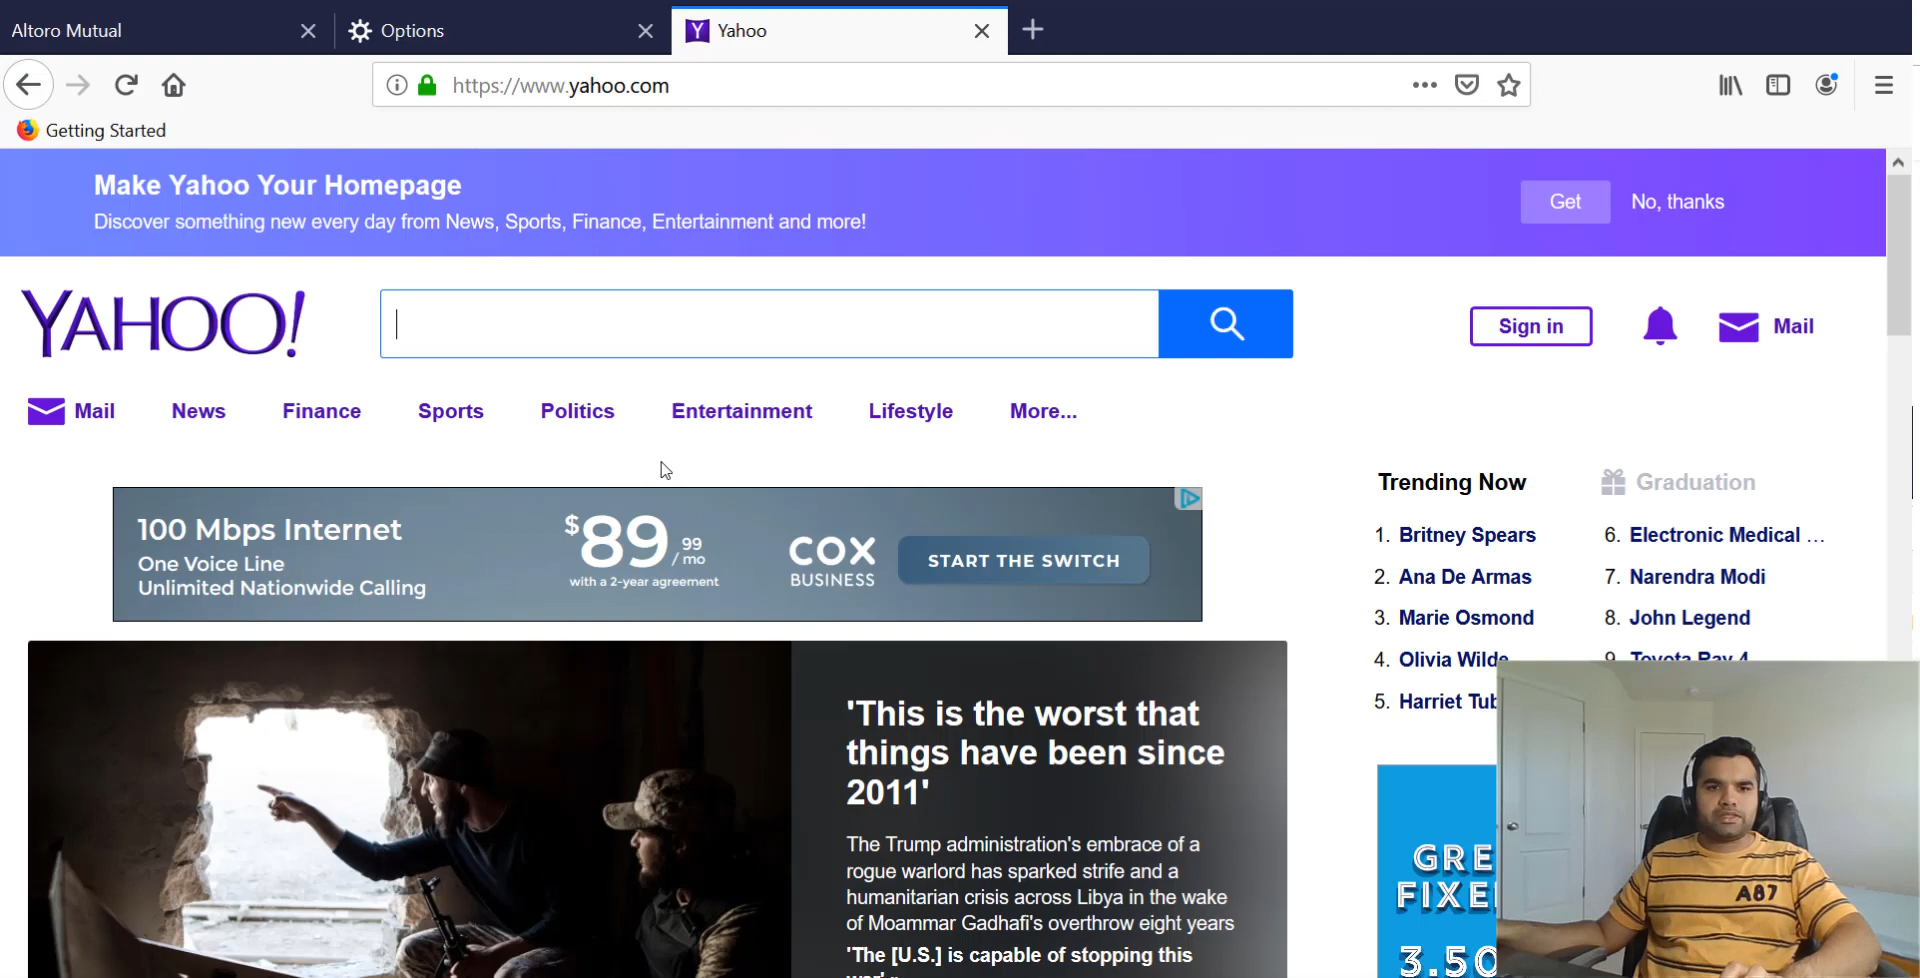 Altoro Mutual
Options
Yahoo
https://www.yahoo.com
Getting Started
Make Yahoo Your Homepage
Discover something new every day from News, Sports, Finance, Entertainment and more!
Get
No, thanks
YAHOO!
Sign in
Mail
Mail
News
Finance
Sports
Politics
Entertainment
Lifestyle
More...
100 Mbps Internet
One Voice Line
Unlimited Nationwide Calling
$89.99/mo
with a 2-year agreement
COX
BUSINESS
START THE SWITCH
Trending Now
Graduation
1. Britney Spears
2. Ana De Armas
3. Marie Osmond
4. Olivia Wilde
5. Harriet Tub
6. Electronic Medical ...
7. Narendra Modi
8. John Legend
9. Toyota Rav 4
'This is the worst that
things have been since
2011'
The Trump administration's embrace of a
rogue warlord has sparked strife and a
humanitarian crisis across Libya in the wake
of Moammar Gadhafi's overthrow eight years
'The [U.S.] is capable of stopping this
GRE
FIXE
3.50
A87